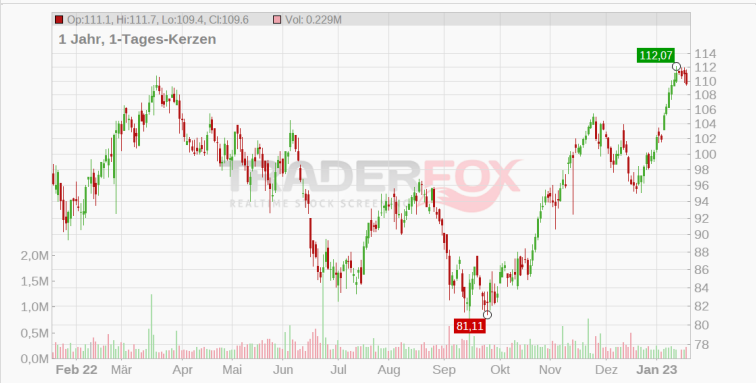 Op:111.1, Hi:111.7, Lo:109.4, Cl:109.6 Vol: 0.229M
1 Jahr, 1-Tages-Kerzen
112,07
114
112
110
108
106
104
102
100
98
96
94
92
90
88
86
84
82
80
78
TRADERFOX
REALTIME STOCK SCREENING
2,0M
1,5M
1,0M
0,5M
0,0M
81,11
Feb 22 Mär Apr Mai Jun Jul Aug Sep Okt Nov Dez Jan 23